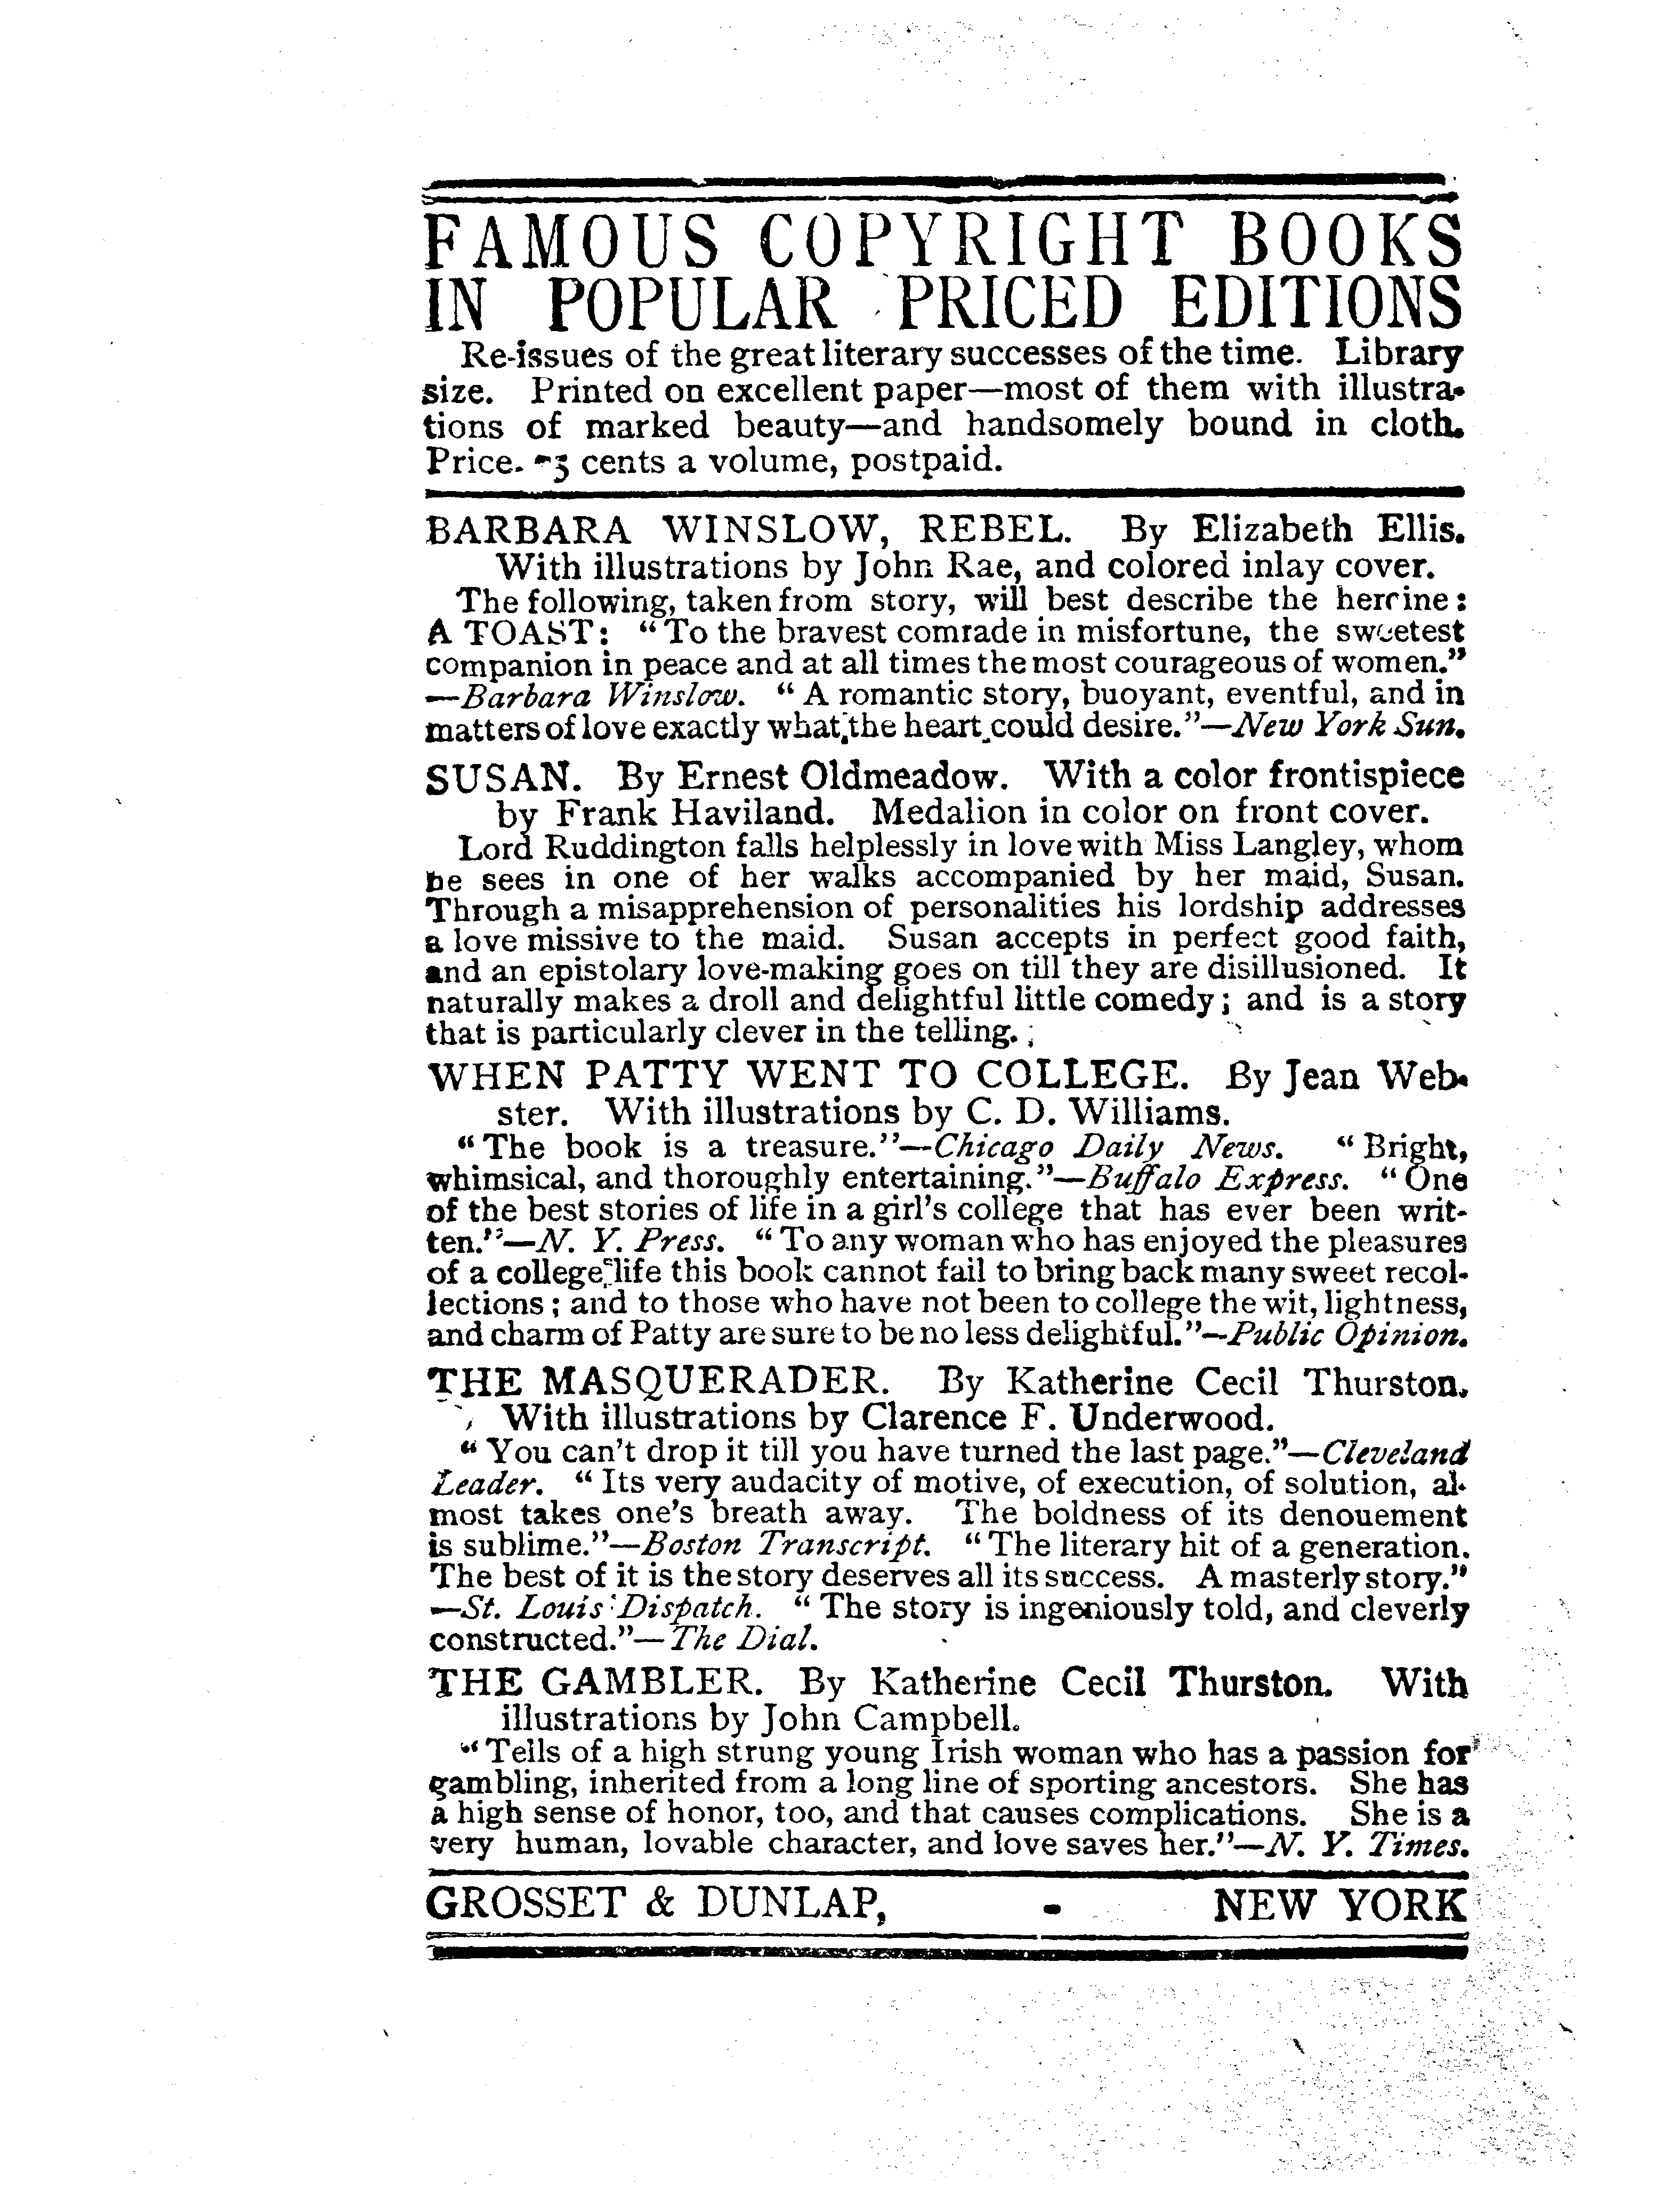 FAMOUS COPYRIGHT BOOKS
IN POPULAR PRICED EDITIONS
Re-issues of the great literary successes of the time. Library
size. Printed on excellent paper—most of them with illustra-
tions of marked beauty—and handsomely bound in cloth.
Price. 5 cents a volume, postpaid.
BARBARA WINSLOW, REBEL. By Elizabeth Ellis.
With illustrations by John Rae, and colored inlay cover.
The following, taken from story, will best describe the heroine:
A TOAST: "To the bravest comrade in misfortune, the sweetest
companion in peace and at all times the most courageous of women."
—Barbara Winslow. "A romantic story, buoyant, eventful, and in
matters of love exactly what the heart could desire."—New York Sun.
SUSAN. By Ernest Oldmeadow. With a color frontispiece
by Frank Haviland. Medalion in color on front cover.
Lord Ruddington falls helplessly in love with Miss Langley, whom
he sees in one of her walks accompanied by her maid, Susan.
Through a misapprehension of personalities his lordship addresses
a love missive to the maid. Susan accepts in perfect good faith,
and an epistolary love-making goes on till they are disillusioned. It
naturally makes a droll and delightful little comedy; and is a story
that is particularly clever in the telling.
WHEN PATTY WENT TO COLLEGE. By Jean Web-
ster. With illustrations by C. D. Williams.
"The book is a treasure."—Chicago Daily News. "Bright,
whimsical, and thoroughly entertaining."—Buffalo Express. "One
of the best stories of life in a girl's college that has ever been writ-
ten."—N. Y. Press. "To any woman who has enjoyed the pleasures
of a college life this book cannot fail to bring back many sweet recol-
lections; and to those who have not been to college the wit, lightness,
and charm of Patty are sure to be no less delightful."—Public Opinion.
THE MASQUERADER. By Katherine Cecil Thurston.
With illustrations by Clarence F. Underwood.
"You can't drop it till you have turned the last page."—Cleveland
Leader. "Its very audacity of motive, of execution, of solution, al-
most takes one's breath away. The boldness of its denouement
is sublime."—Boston Transcript. "The literary hit of a generation.
The best of it is the story deserves all its success. A masterly story."
—St. Louis Dispatch. "The story is ingeniously told, and cleverly
constructed."—The Dial.
THE GAMBLER. By Katherine Cecil Thurston. With
illustrations by John Campbell.
"Tells of a high strung young Irish woman who has a passion for
gambling, inherited from a long line of sporting ancestors. She has
a high sense of honor, too, and that causes complications. She is a
very human, lovable character, and love saves her."—N. Y. Times.
GROSSET & DUNLAP, - NEW YORK